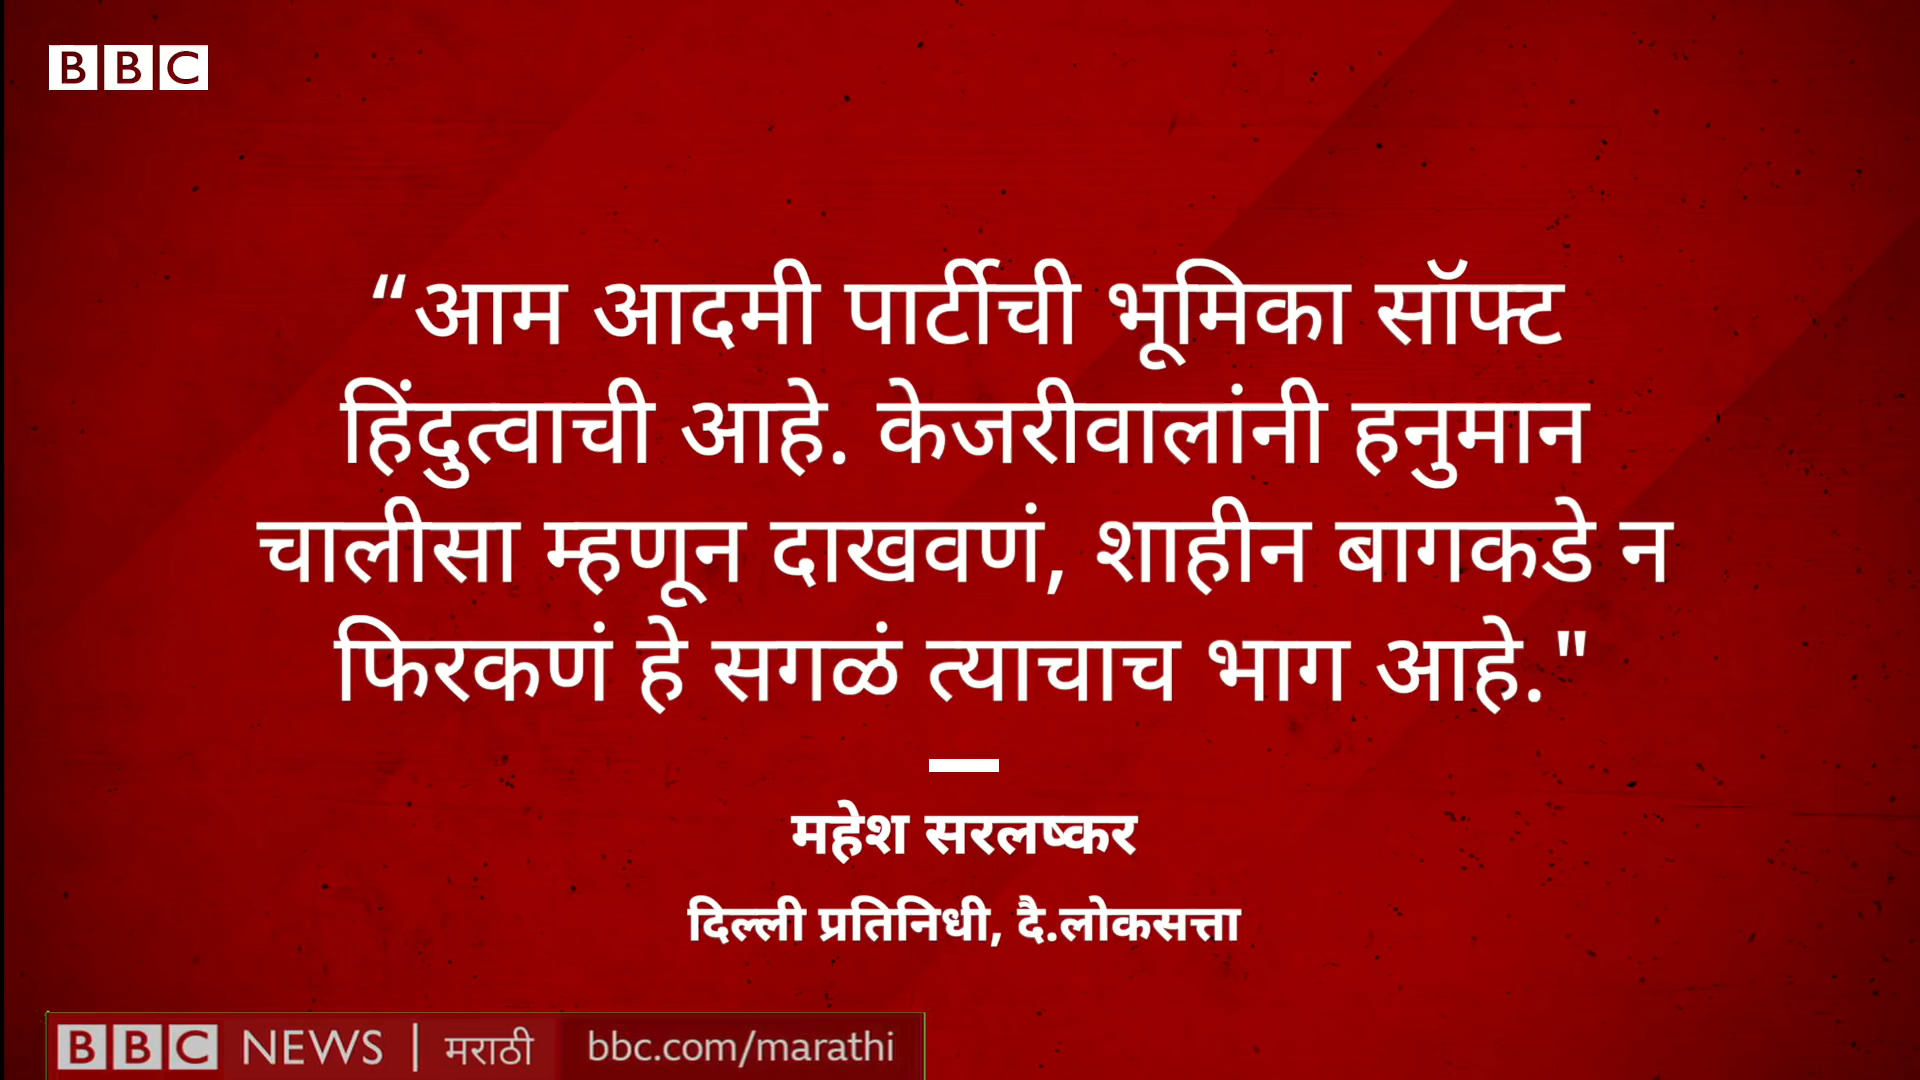 BBC
“आम आदमी पार्टीची भूमिका सॉफ्ट
हिंदुत्वाची आहे. केजरीवालांनी हनुमान
चालीसा म्हणून दाखवणं, शाहीन बागकडे न
फिरकणं हे सगळं त्याचाच भाग आहे."
महेश सरलष्कर
दिल्ली प्रतिनिधी, दै.लोकसत्ता
BBC NEWS | मराठी bbc.com/marathi